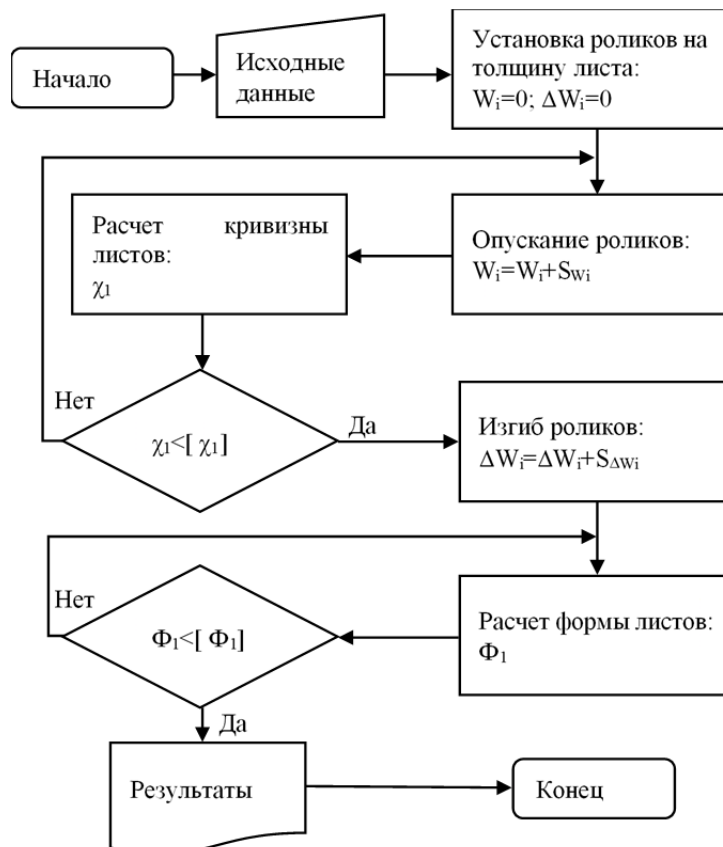 Начало
Исходные
данные
Установка роликов на
толщину листа:
Wᵢ=0; ΔWᵢ=0
Расчет кривизны
листов:
χ₁
Опускание роликов:
Wᵢ=Wᵢ+S_Wᵢ
Нет
χ₁<[ χ₁]
Да
Изгиб роликов:
ΔWᵢ=ΔWᵢ+S_ΔWᵢ
Нет
Φ₁<[ Φ₁]
Расчет формы листов:
Φ₁
Да
Результаты
Конец